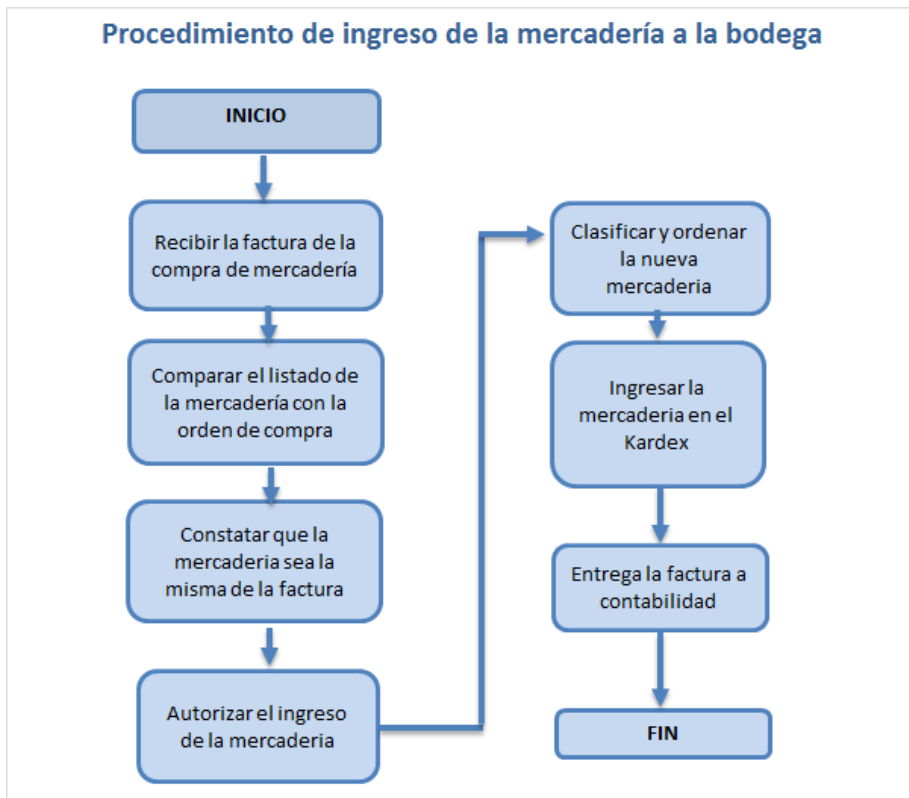 Procedimiento de ingreso de la mercadería a la bodega
INICIO
Recibir la factura de la
compra de mercadería
Comparar el listado de
la mercadería con la
orden de compra
Constatar que la
mercaderia sea la
misma de la factura
Autorizar el ingreso
de la mercaderia
Clasificar y ordenar
la nueva
mercaderia
Ingresar la
mercaderia en el
Kardex
Entrega la factura a
contabilidad
FIN